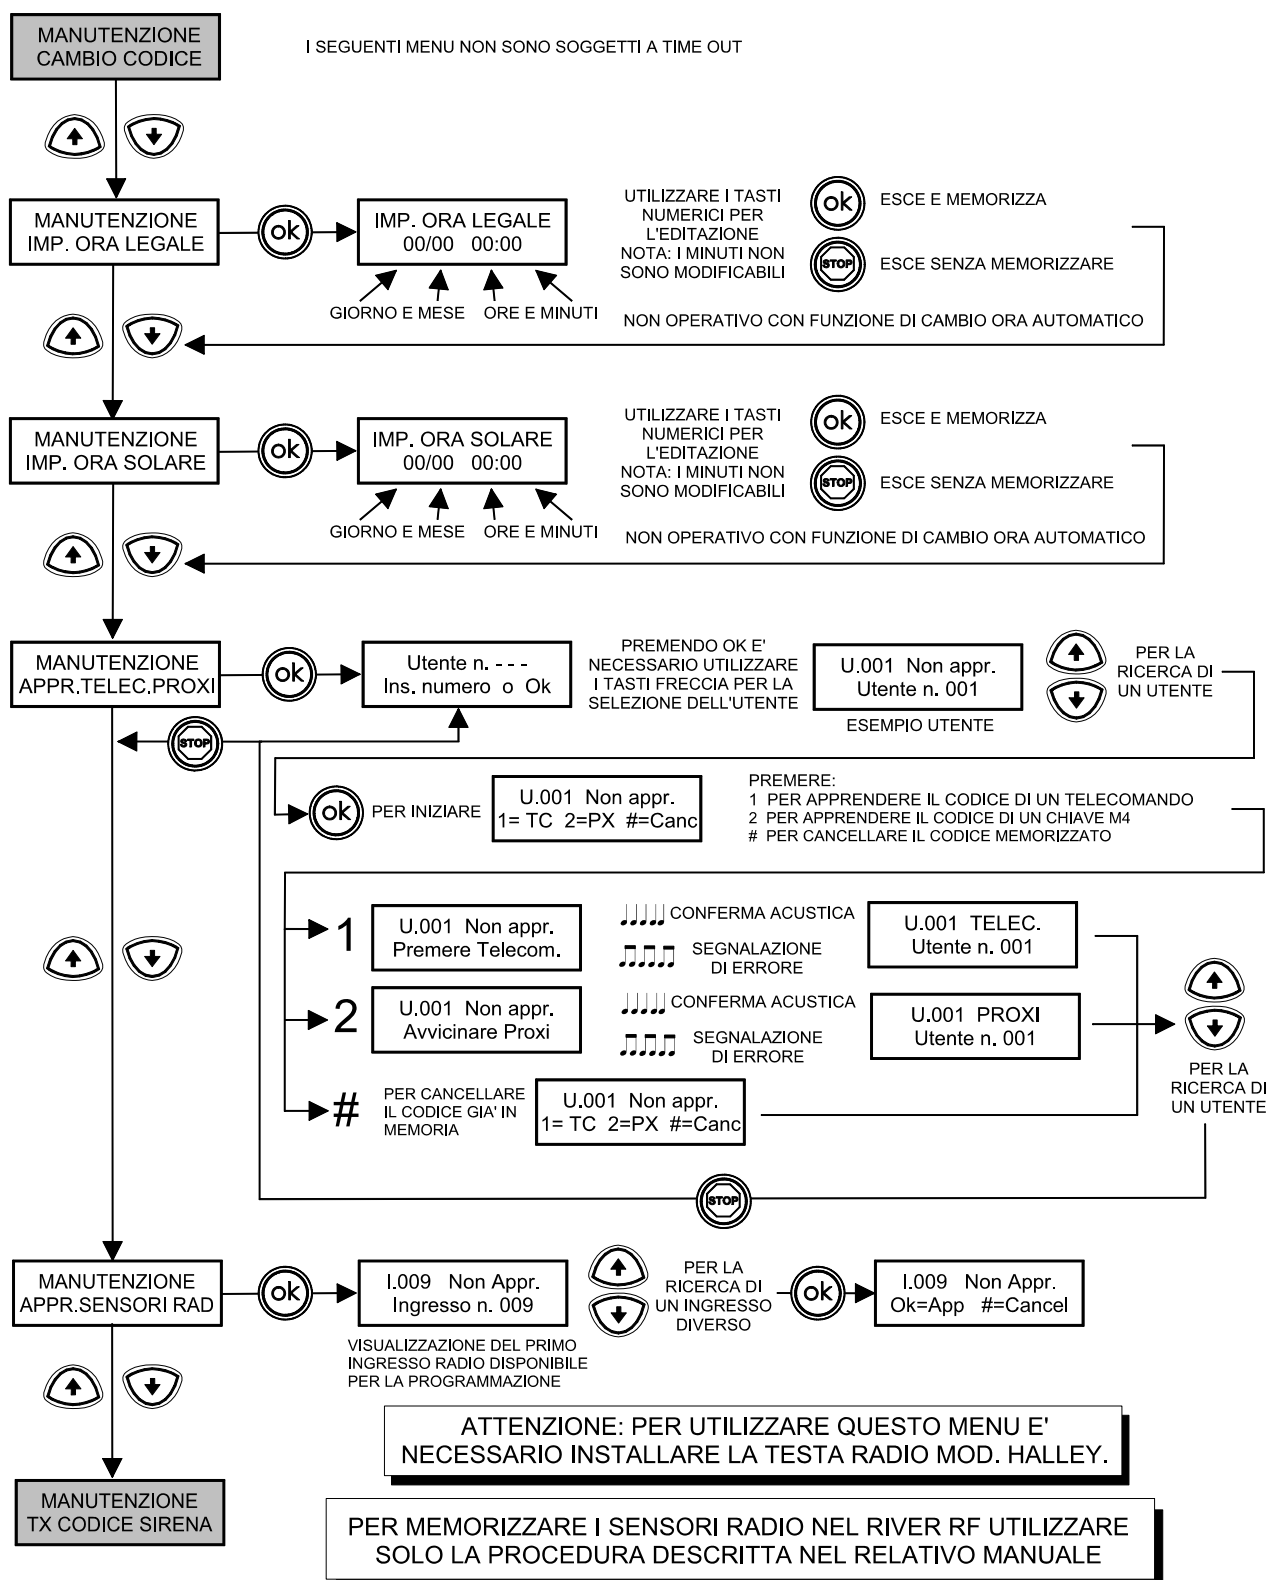 MANUTENZIONE
CAMBIO CODICE
I SEGUENTI MENU NON SONO SOGGETTI A TIME OUT
MANUTENZIONE
IMP. ORA LEGALE
ok
IMP. ORA LEGALE
00/00 00:00
GIORNO E MESE ORE E MINUTI
UTILIZZARE I TASTI
NUMERICI PER
L'EDITAZIONE
NOTA: I MINUTI NON
SONO MODIFICABILI
ok
ESCE E MEMORIZZA
STOP
ESCE SENZA MEMORIZZARE
NON OPERATIVO CON FUNZIONE DI CAMBIO ORA AUTOMATICO
MANUTENZIONE
IMP. ORA SOLARE
ok
IMP. ORA SOLARE
00/00 00:00
GIORNO E MESE ORE E MINUTI
UTILIZZARE I TASTI
NUMERICI PER
L'EDITAZIONE
NOTA: I MINUTI NON
SONO MODIFICABILI
ok
ESCE E MEMORIZZA
STOP
ESCE SENZA MEMORIZZARE
NON OPERATIVO CON FUNZIONE DI CAMBIO ORA AUTOMATICO
MANUTENZIONE
APPR.TELEC.PROXI
ok
Utente n. - - -
Ins. numero o Ok
PREMENDO OK E'
NECESSARIO UTILIZZARE
I TASTI FRECCIA PER LA
SELEZIONE DELL'UTENTE
U.001 Non appr.
Utente n. 001
ESEMPIO UTENTE
PER LA
RICERCA DI
UN UTENTE
STOP
ok
PER INIZIARE
U.001 Non appr.
1= TC 2=PX #=Canc
PREMERE:
1 PER APPRENDERE IL CODICE DI UN TELECOMANDO
2 PER APPRENDERE IL CODICE DI UN CHIAVE M4
# PER CANCELLARE IL CODICE MEMORIZZATO
1
U.001 Non appr.
Premere Telecom.
CONFERMA ACUSTICA
SEGNALAZIONE
DI ERRORE
U.001 TELEC.
Utente n. 001
2
U.001 Non appr.
Avvicinare Proxi
CONFERMA ACUSTICA
SEGNALAZIONE
DI ERRORE
U.001 PROXI
Utente n. 001
PER LA
RICERCA DI
UN UTENTE
#
PER CANCELLARE
IL CODICE GIA' IN
MEMORIA
U.001 Non appr.
1= TC 2=PX #=Canc
STOP
MANUTENZIONE
APPR.SENSORI RAD
ok
I.009 Non Appr.
Ingresso n. 009
VISUALIZZAZIONE DEL PRIMO
INGRESSO RADIO DISPONIBILE
PER LA PROGRAMMAZIONE
PER LA
RICERCA DI
UN INGRESSO
DIVERSO
ok
I.009 Non Appr.
Ok=App #=Cancel
ATTENZIONE: PER UTILIZZARE QUESTO MENU E'
NECESSARIO INSTALLARE LA TESTA RADIO MOD. HALLEY.
MANUTENZIONE
TX CODICE SIRENA
PER MEMORIZZARE I SENSORI RADIO NEL RIVER RF UTILIZZARE
SOLO LA PROCEDURA DESCRITTA NEL RELATIVO MANUALE